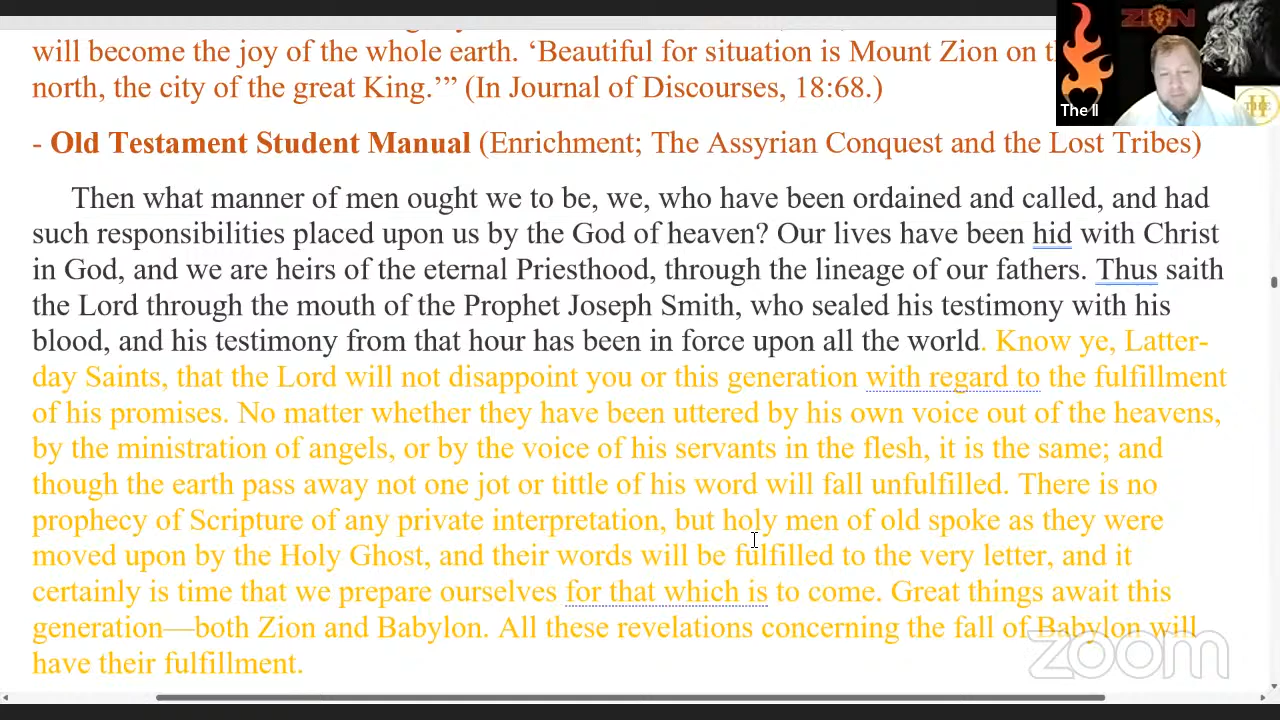 will become the joy of the whole earth. ‘Beautiful for situation is Mount Zion on
north, the city of the great King.’” (In Journal of Discourses, 18:68.)
- Old Testament Student Manual (Enrichment; The Assyrian Conquest and the Lost Tribes)
Then what manner of men ought we to be, we, who have been ordained and called, and had
such responsibilities placed upon us by the God of heaven? Our lives have been hid with Christ
in God, and we are heirs of the eternal Priesthood, through the lineage of our fathers. Thus saith
the Lord through the mouth of the Prophet Joseph Smith, who sealed his testimony with his
blood, and his testimony from that hour has been in force upon all the world. Know ye, Latter-
day Saints, that the Lord will not disappoint you or this generation with regard to the fulfillment
of his promises. No matter whether they have been uttered by his own voice out of the heavens,
by the ministration of angels, or by the voice of his servants in the flesh, it is the same; and
though the earth pass away not one jot or tittle of his word will fall unfulfilled. There is no
prophecy of Scripture of any private interpretation, but holy men of old spoke as they were
moved upon by the Holy Ghost, and their words will be fulfilled to the very letter, and it
certainly is time that we prepare ourselves for that which is to come. Great things await this
generation—both Zion and Babylon. All these revelations concerning the fall of Babylon will
have their fulfillment.
ZION
The II
zoom